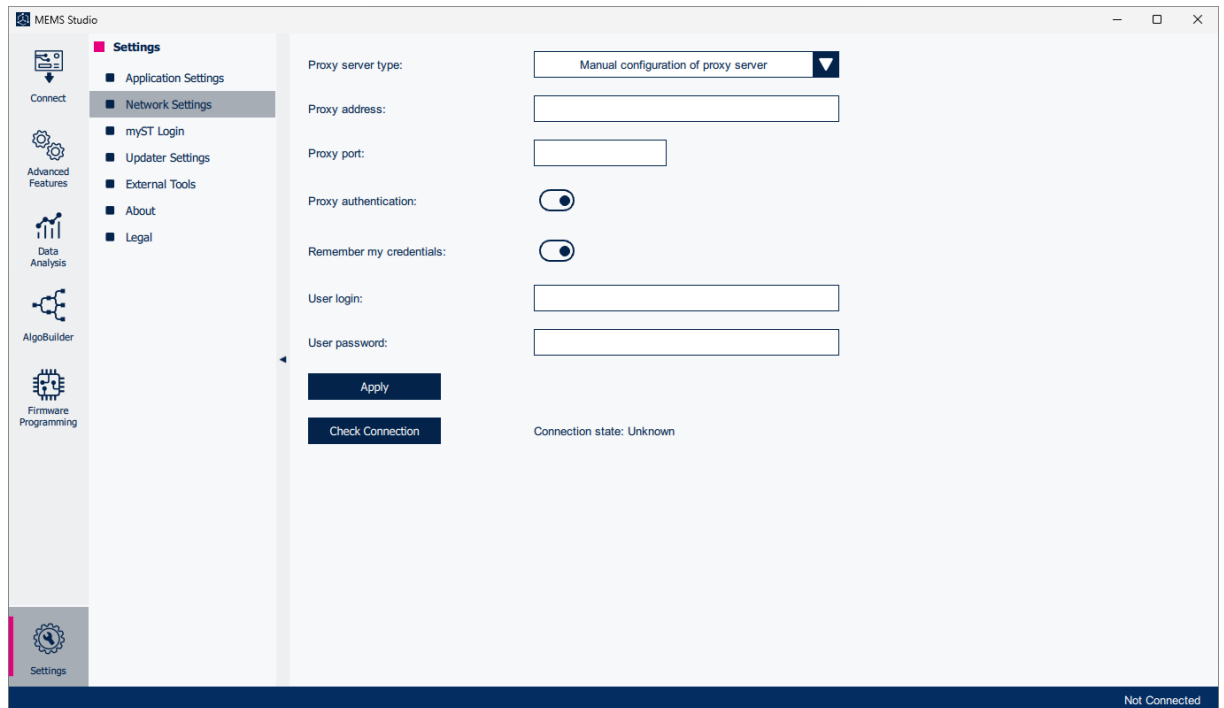 MEMS Studio
Connect
Advanced
Features
Data
Analysis
AlgoBuilder
Firmware
Programming
Settings
Settings
Application Settings
Network Settings
myST Login
Updater Settings
External Tools
About
Legal
Proxy server type:
Manual configuration of proxy server
Proxy address:
Proxy port:
Proxy authentication:
Remember my credentials:
User login:
User password:
Apply
Check Connection
Connection state: Unknown
Not Connected